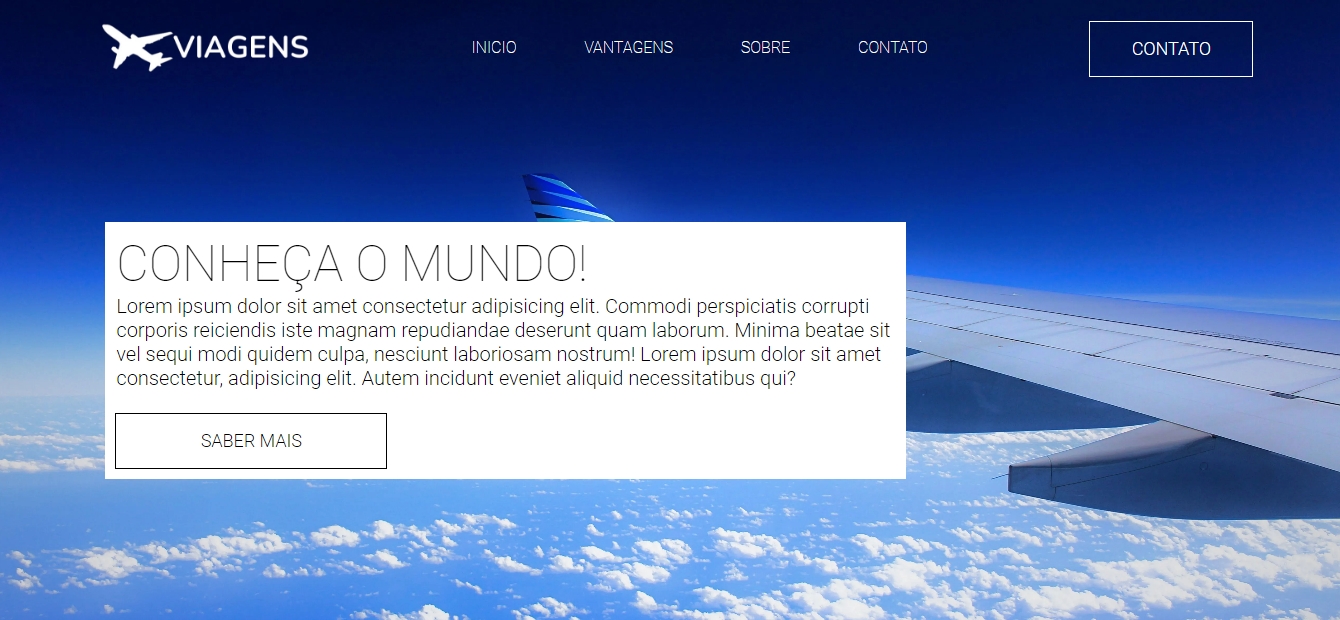 VIAGENS
INICIO
VANTAGENS
SOBRE
CONTATO
CONTATO
CONHEÇA O MUNDO!
Lorem ipsum dolor sit amet consectetur adipisicing elit. Commodi perspiciatis corrupti
corporis reiciendis iste magnam repudiandae deserunt quam laborum. Minima beatae sit
vel sequi modi quidem culpa, nesciunt laboriosam nostrum! Lorem ipsum dolor sit amet
consectetur, adipisicing elit. Autem incidunt eveniet aliquid necessitatibus qui?
SABER MAIS